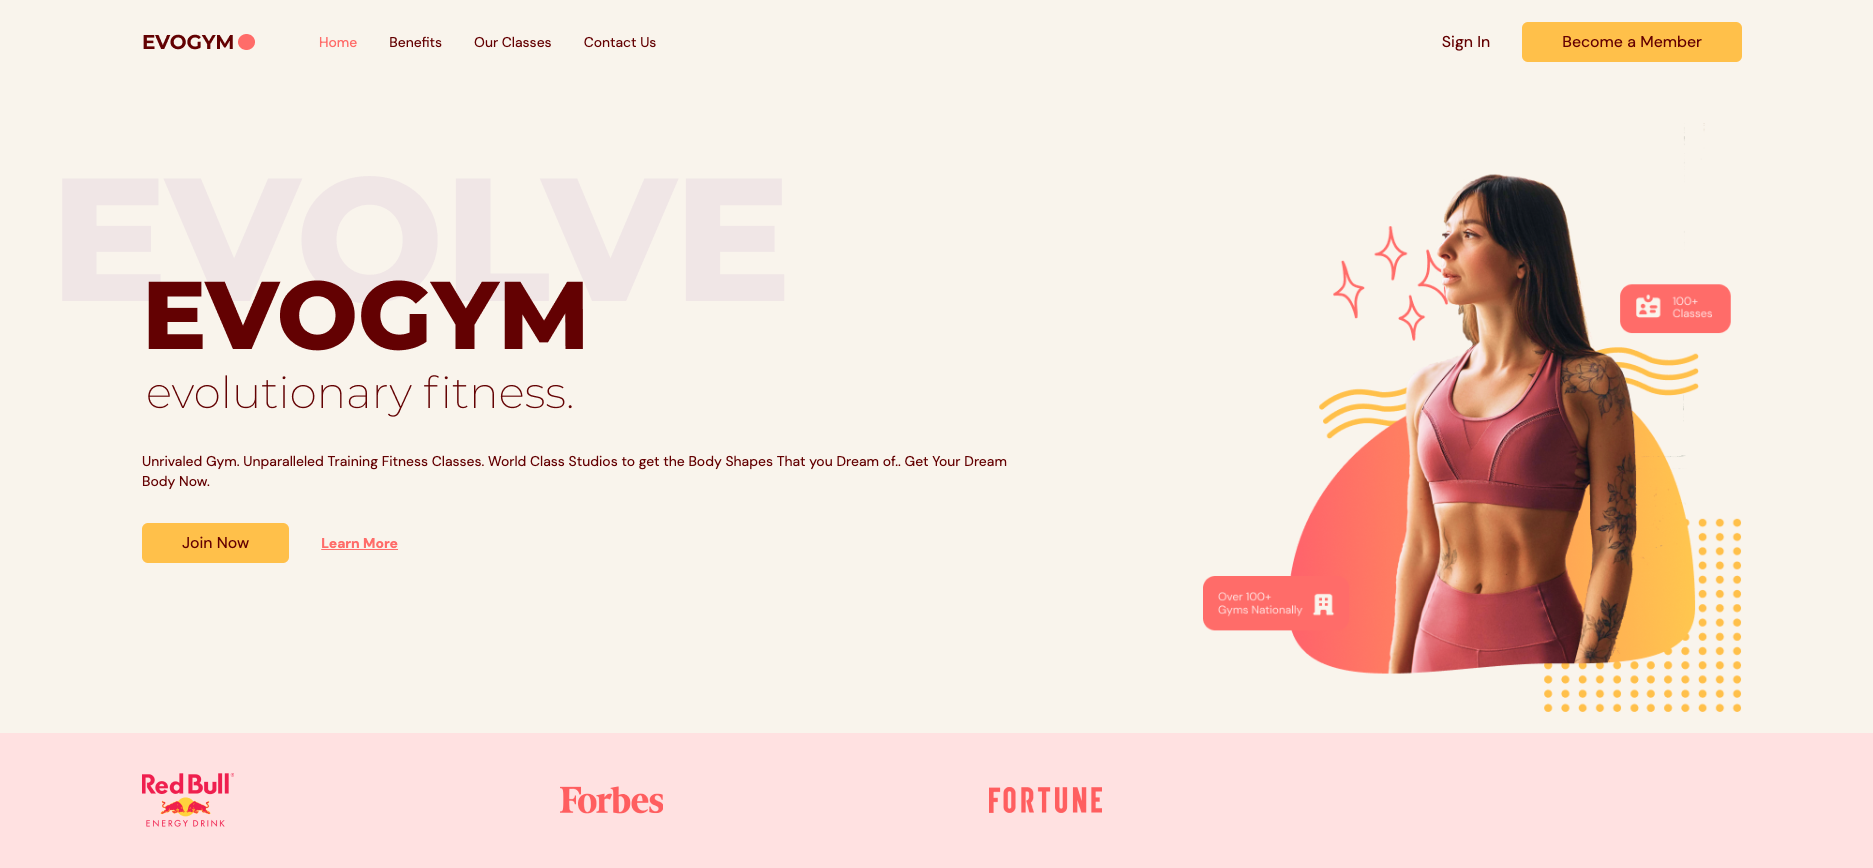 EVOGYM
Home
Benefits
Our Classes
Contact Us
Sign In
Become a Member
EVOLVE
EVOGYM
evolutionary fitness.
Unrivaled Gym. Unparalleled Training Fitness Classes. World Class Studios to get the Body Shapes That you Dream of.. Get Your Dream
Body Now.
Join Now
Learn More
100+
Classes
Over 100+
Gyms Nationally
Red Bull
ENERGY DRINK
Forbes
FORTUNE